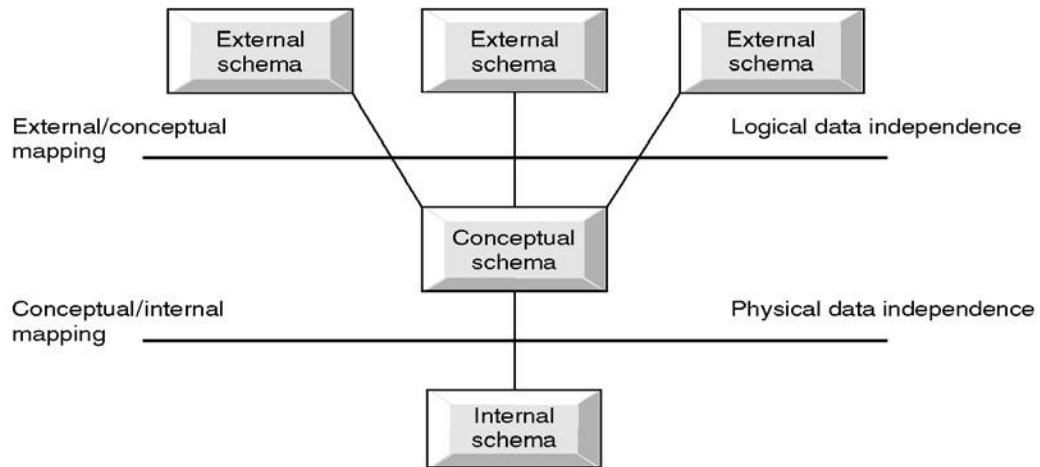 External
schema
External
schema
External
schema
External/conceptual
mapping
Logical data independence
Conceptual
schema
Conceptual/internal
mapping
Physical data independence
Internal
schema